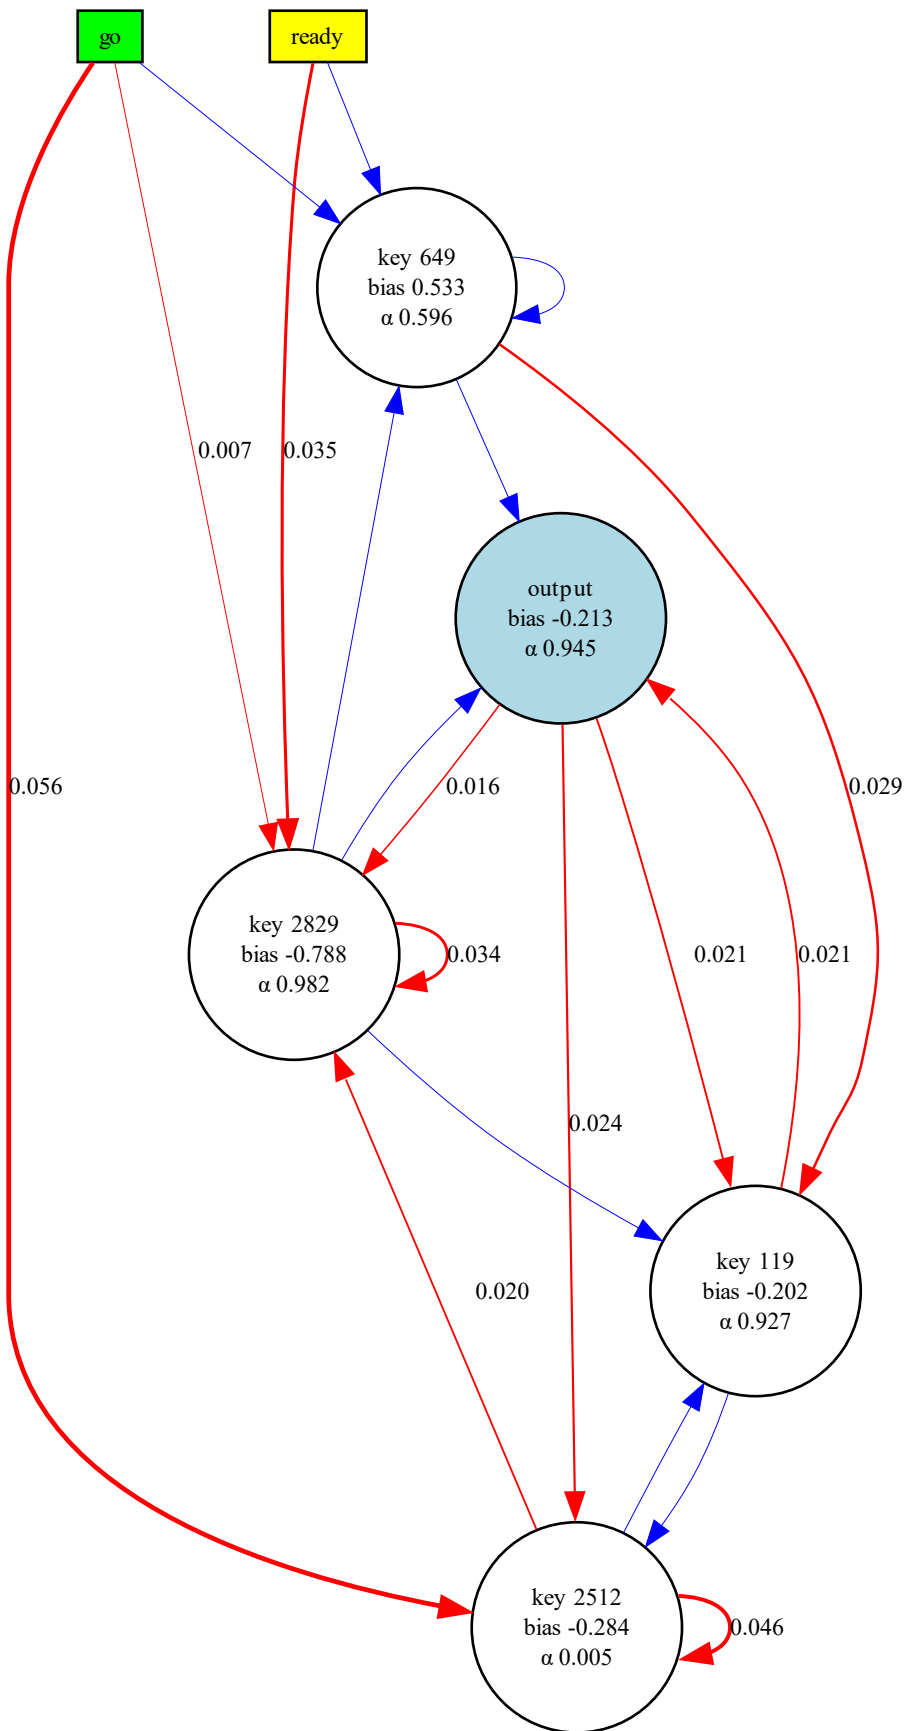 go
ready
key 649
bias 0.533
α 0.596
0.007
0.035
output
bias -0.213
α 0.945
0.056
0.016
0.029
key 2829
bias -0.788
α 0.982
0.034
0.021
0.021
0.024
key 119
bias -0.202
α 0.927
0.020
key 2512
bias -0.284
α 0.005
0.046